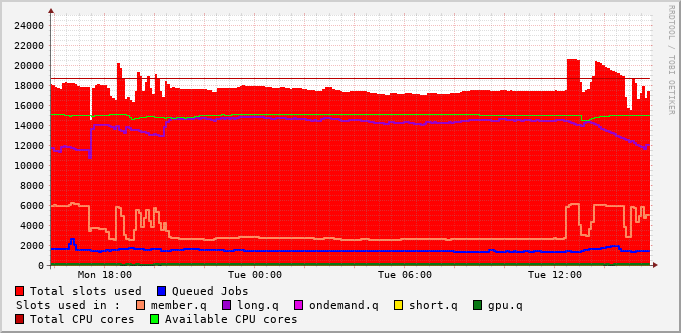 24000
22000
20000
18000
16000
14000
12000
10000
8000
6000
4000
2000
0
Mon 18:00 Tue 00:00 Tue 06:00 Tue 12:00
RRDTOOL / TOBI OETIKER
Total slots used Queued Jobs
Slots used in : member.q long.q ondemand.q short.q gpu.q
Total CPU cores Available CPU cores